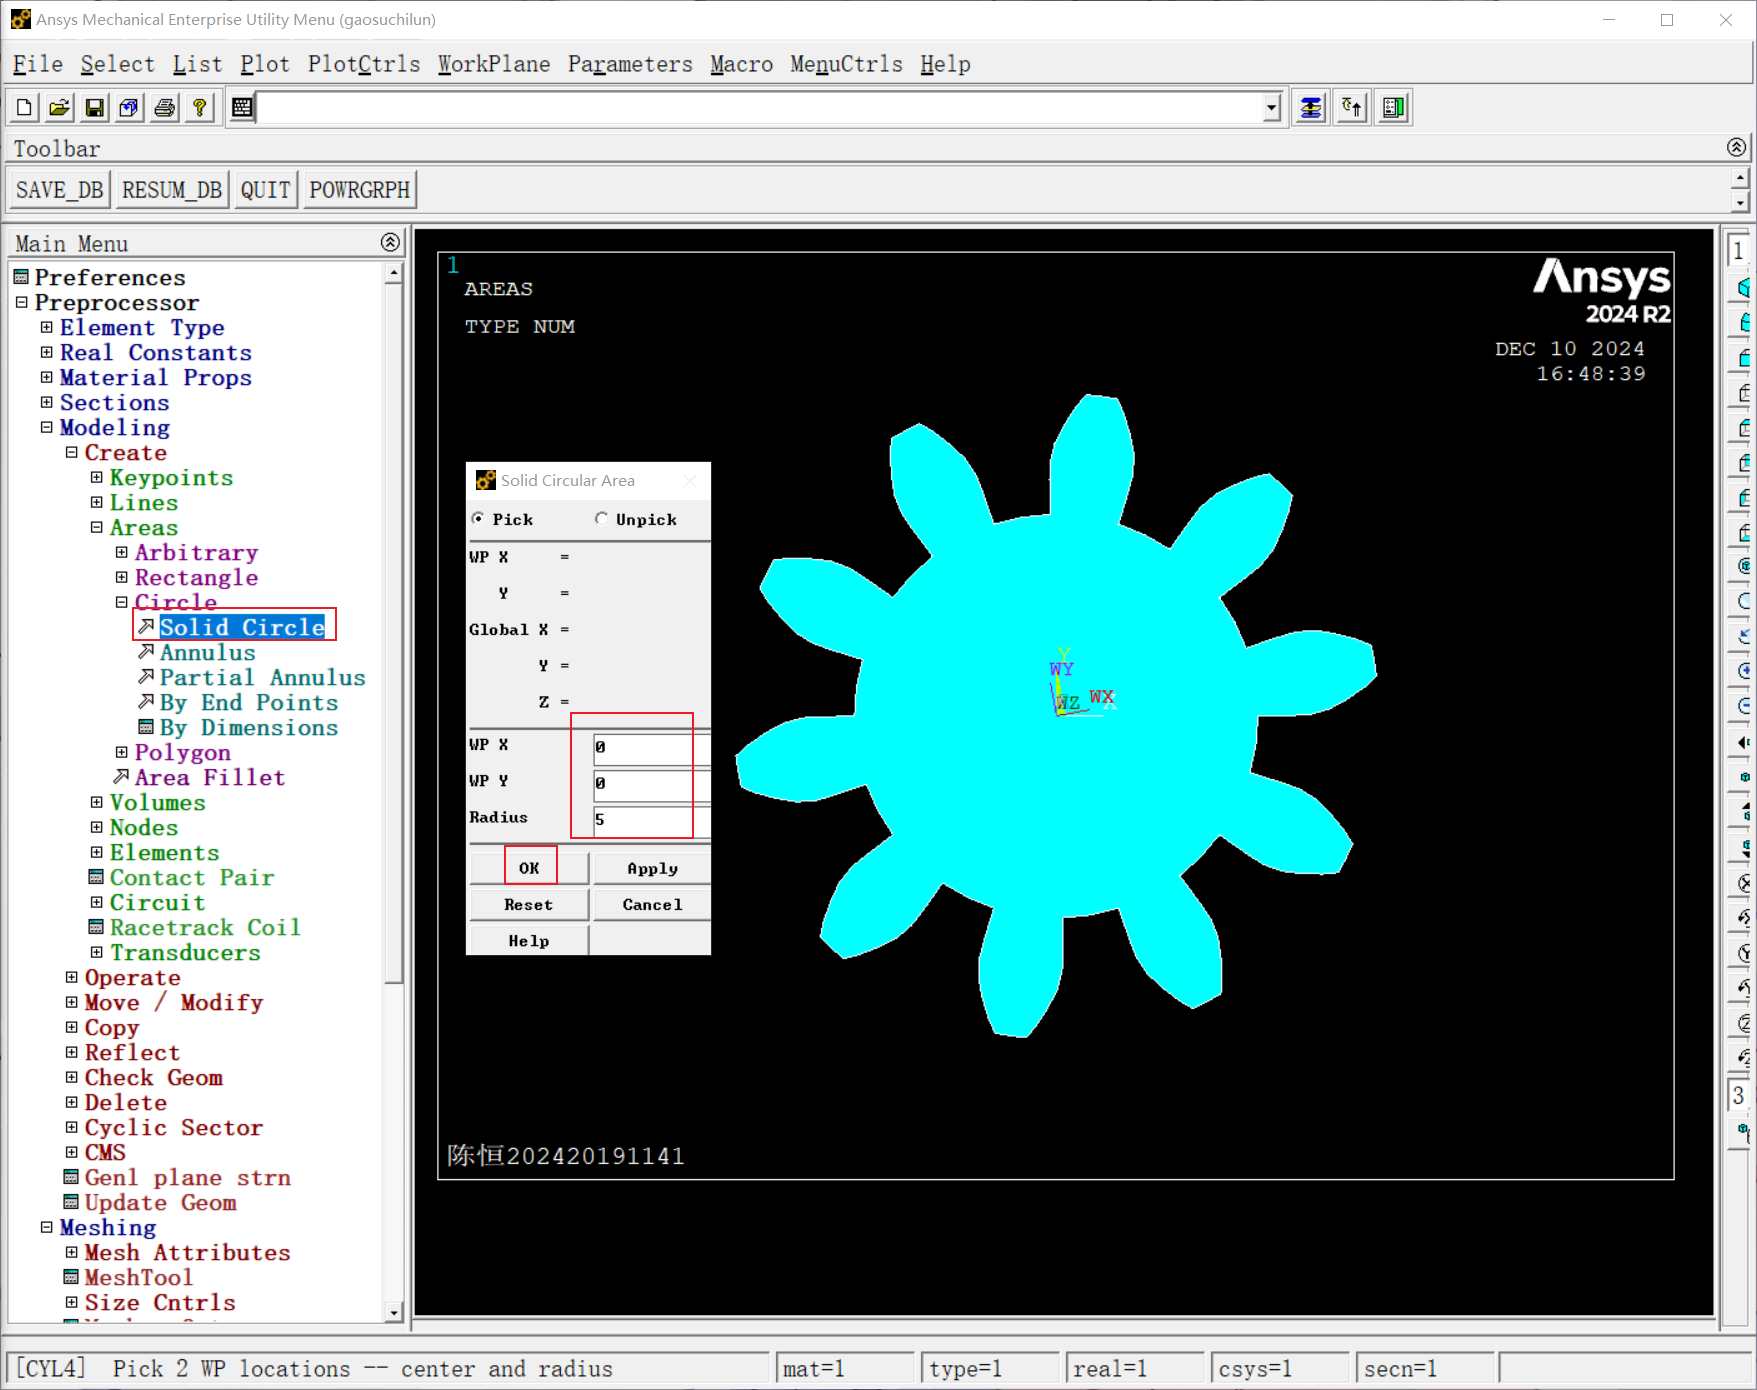 Ansys Mechanical Enterprise Utility Menu (gaosuchilun)
File Select List Plot PlotCtrls WorkPlane Parameters Macro MenuCtrls Help
Toolbar
SAVE_DB RESUM_DB QUIT POWRGRPH
Main Menu
Preferences
Preprocessor
Element Type
Real Constants
Material Props
Sections
Modeling
Create
Keypoints
Lines
Areas
Arbitrary
Rectangle
Circle
Solid Circle
Annulus
Partial Annulus
By End Points
By Dimensions
Polygon
Area Fillet
Volumes
Nodes
Elements
Contact Pair
Circuit
Racetrack Coil
Transducers
Operate
Move / Modify
Copy
Reflect
Check Geom
Delete
Cyclic Sector
CMS
Genl plane strn
Update Geom
Meshing
Mesh Attributes
MeshTool
Size Cntrls
1
AREAS
TYPE NUM
Ansys
2024 R2
DEC 10 2024
16:48:39
Solid Circular Area
Pick Unpick
WP X =
Y =
Global X =
Y =
Z =
WP X 0
WP Y 0
Radius 5
OK Apply
Reset Cancel
Help
Y
WY
WZ WX
X
陈恒202420191141
1
3
[CYL4] Pick 2 WP locations -- center and radius
mat=1 type=1 real=1 csys=1 secn=1